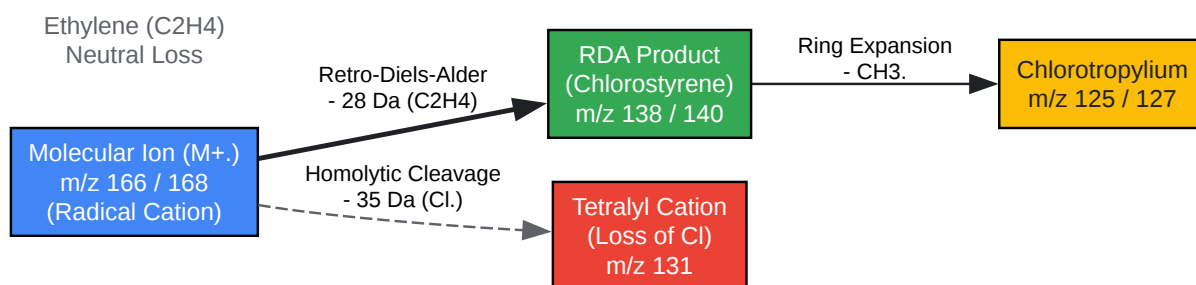 Ethylene (C2H4)
Neutral Loss
Molecular Ion (M+.)
m/z 166 / 168
(Radical Cation)
Retro-Diels-Alder
- 28 Da (C2H4)
Homolytic Cleavage
- 35 Da (Cl.)
RDA Product
(Chlorostyrene)
m/z 138 / 140
Tetralyl Cation
(Loss of Cl)
m/z 131
Ring Expansion
- CH3.
Chlorotropylium
m/z 125 / 127